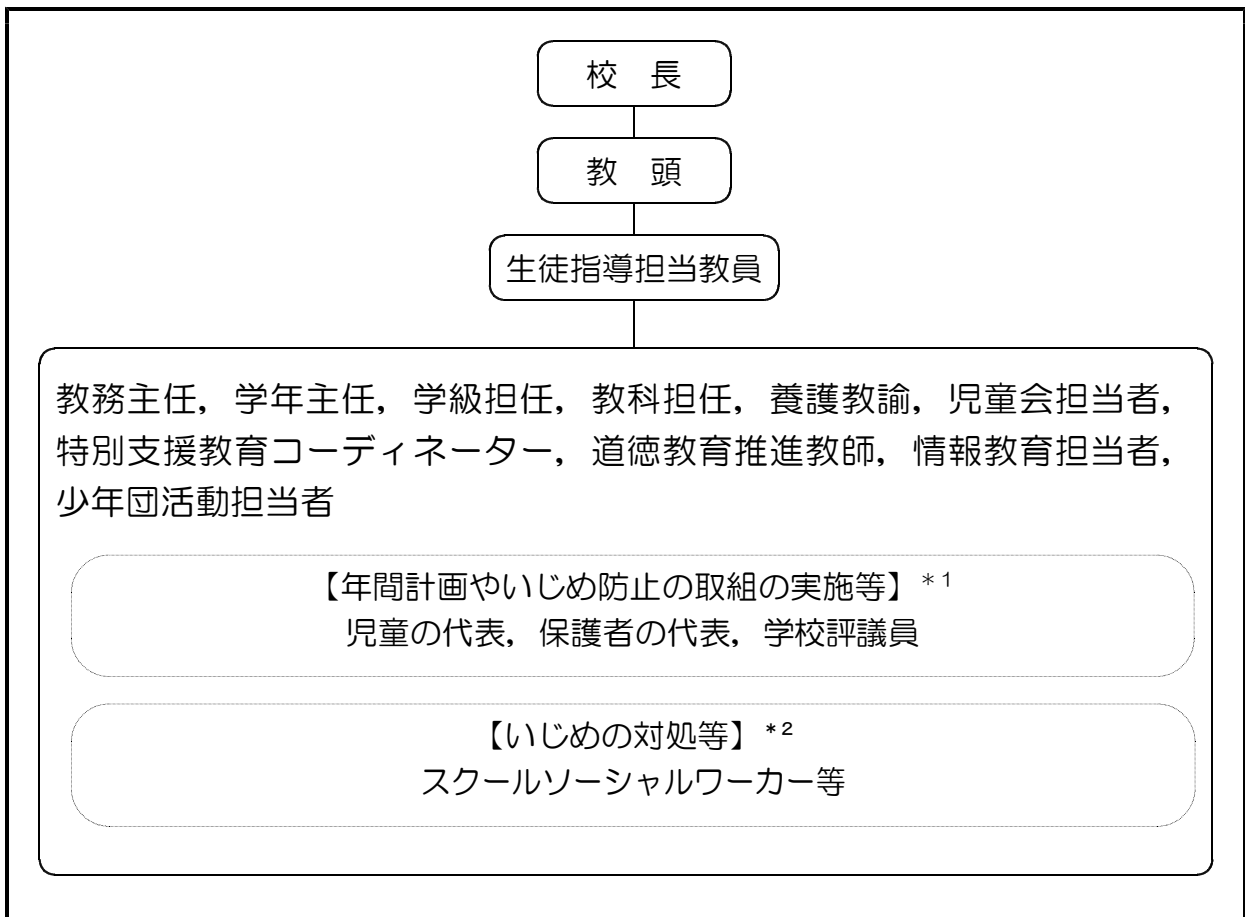 校　長
教　頭
生徒指導担当教員
教務主任，学年主任，学級担任，教科担任，養護教諭，児童会担当者，
特別支援教育コーディネーター，道徳教育推進教師，情報教育担当者，
少年団活動担当者
【年間計画やいじめ防止の取組の実施等】＊１
児童の代表，保護者の代表，学校評議員
【いじめの対処等】*２
スクールソーシャルワーカー等